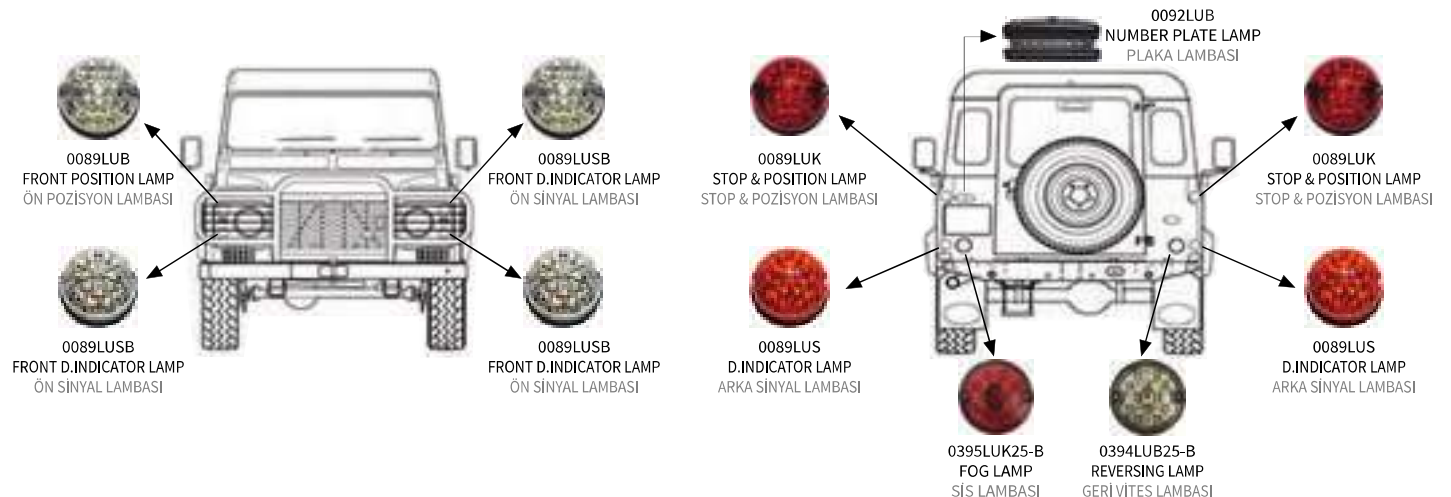 0092LUB
NUMBER PLATE LAMP
PLAKA LAMBASI
0089LUB
FRONT POSITION LAMP
ÖN POZİSYON LAMBASI
0089LUSB
FRONT D.INDICATOR LAMP
ÖN SİNYAL LAMBASI
0089LUK
STOP & POSITION LAMP
STOP & POZİSYON LAMBASI
0089LUK
STOP & POSITION LAMP
STOP & POZİSYON LAMBASI
0089LUSB
FRONT D.INDICATOR LAMP
ÖN SİNYAL LAMBASI
0089LUSB
FRONT D.INDICATOR LAMP
ÖN SİNYAL LAMBASI
0089LUS
D.INDICATOR LAMP
ARKA SİNYAL LAMBASI
0089LUS
D.INDICATOR LAMP
ARKA SİNYAL LAMBASI
0395LUK25-B
FOG LAMP
SİS LAMBASI
0394LUB25-B
REVERSING LAMP
GERİ VİTES LAMBASI